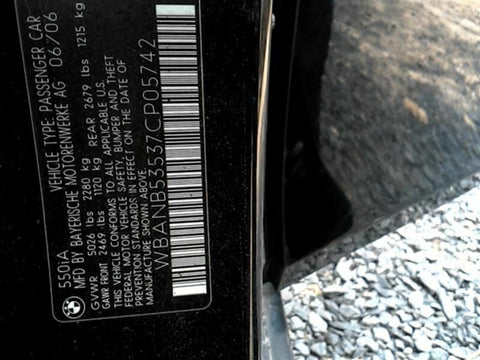 550IA VEHICLE TYPE: PASSENGER CAR
MFD BY BAYERISCHE MOTORENWERKE AG 06/06
GVWR 5026 lbs 2280 kg
GAWR FRONT 2469 lbs 1120 kg REAR 2679 lbs 1215 kg
THIS VEHICLE CONFORMS TO ALL APPLICABLE U.S.
FEDERAL MOTOR VEHICLE SAFETY, BUMPER AND THEFT
PREVENTION STANDARDS IN EFFECT ON THE DATE OF
MANUFACTURE SHOWN ABOVE.
WBANB53537CP05742